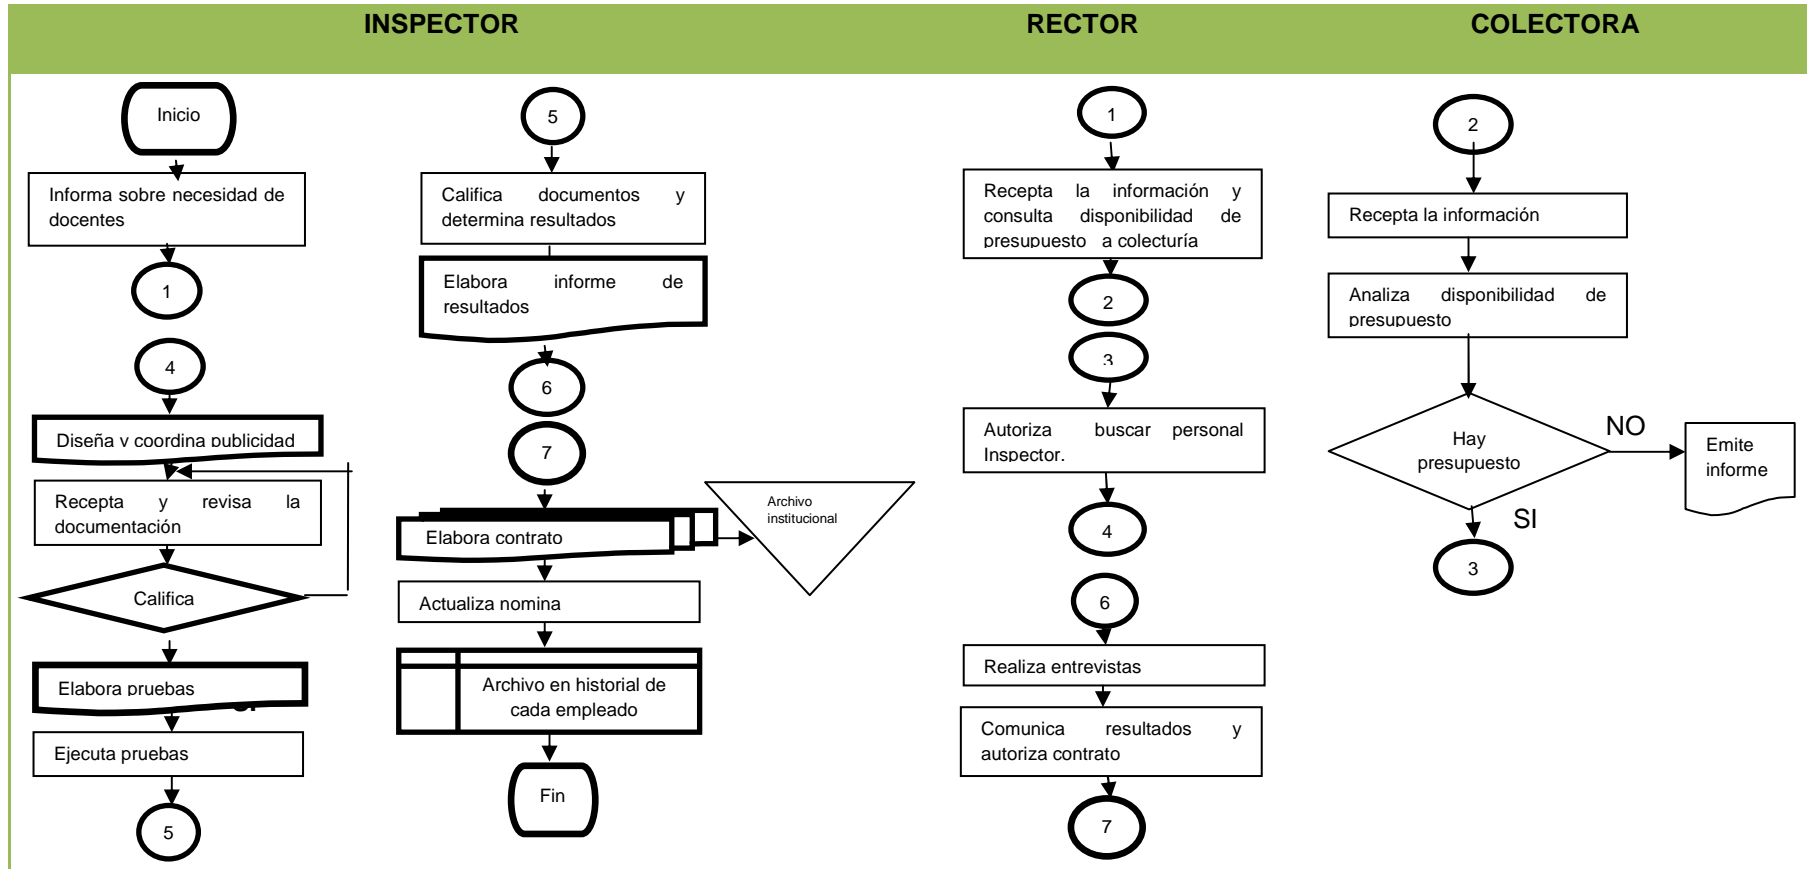 INSPECTOR
RECTOR
COLECTORA
Inicio
Informa sobre necesidad de
docentes
1
4
Diseña y coordina publicidad
Recepta y revisa la
documentación
Califica
Elabora pruebas
Ejecuta pruebas
5
5
Califica documentos y
determina resultados
Elabora informe de
resultados
6
7
Elabora contrato
Archivo
institucional
Actualiza nomina
Archivo en historial de
cada empleado
Fin
1
Recepta la información y
consulta disponibilidad de
presupuesto a colecturía
2
3
Autoriza buscar personal
Inspector.
4
6
Realiza entrevistas
Comunica resultados y
autoriza contrato
7
2
Recepta la información
Analiza disponibilidad de
presupuesto
Hay
presupuesto
NO
Emite
informe
SI
3